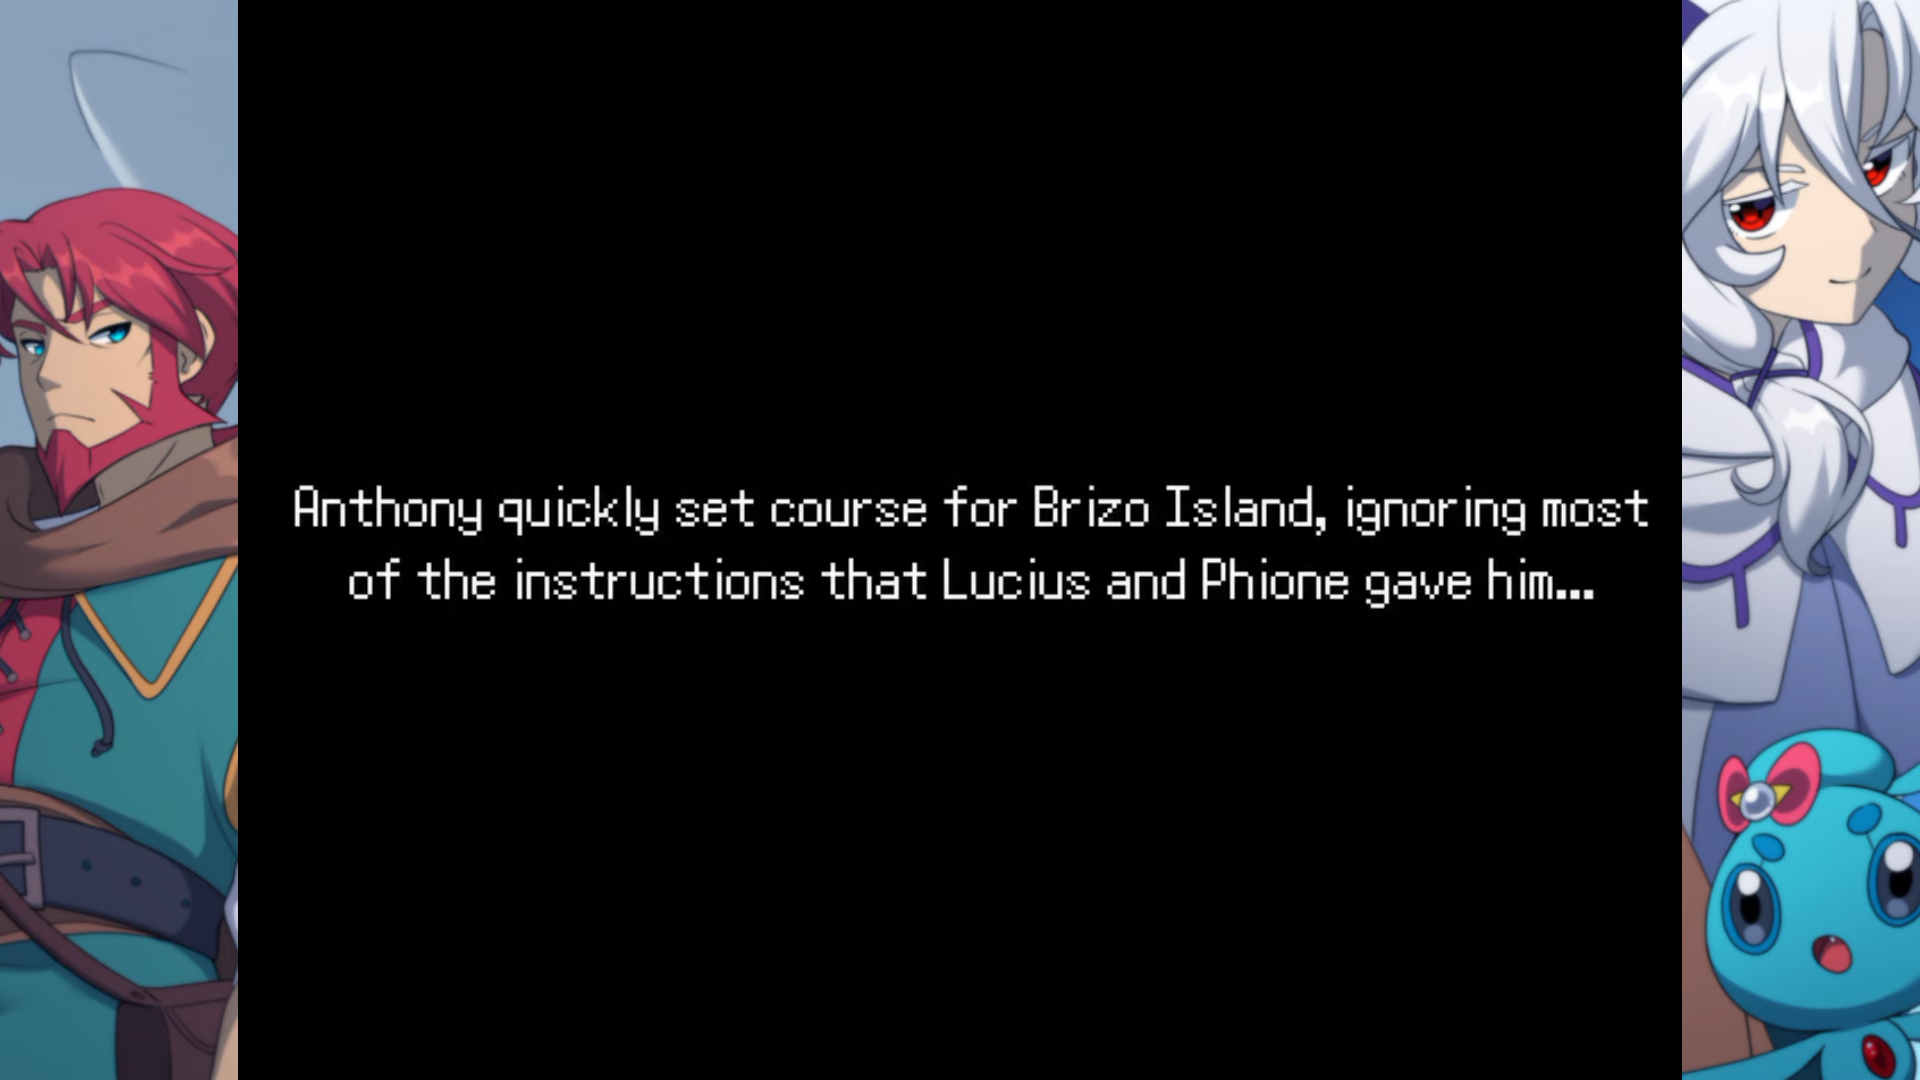 Anthony quickly set course for Brizo Island, ignoring most
of the instructions that Lucius and Phione gave him...